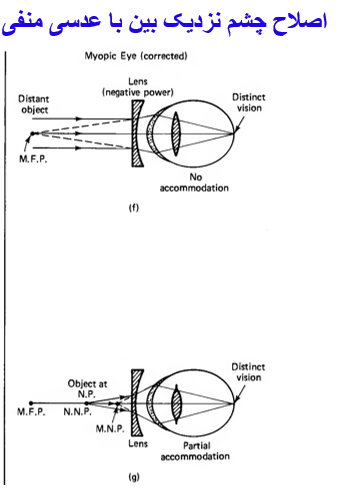 اصلاح چشم نزدیک بین با عدسی منفی
Myopic Eye (corrected)
Lens
(negative power)
Distant
object
Distinct
vision
M.F.P.
No
accommodation
(f)
Distinct
vision
Object at
N.P.
M.F.P.
N.N.P.
M.N.P.
Lens
Partial
accommodation
(g)